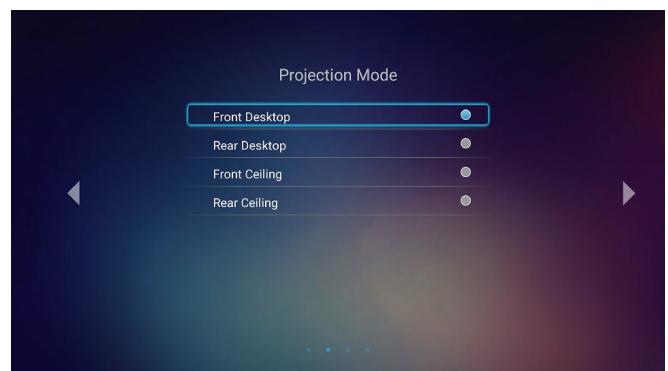 Projection Mode
Front Desktop
Rear Desktop
Front Ceiling
Rear Ceiling